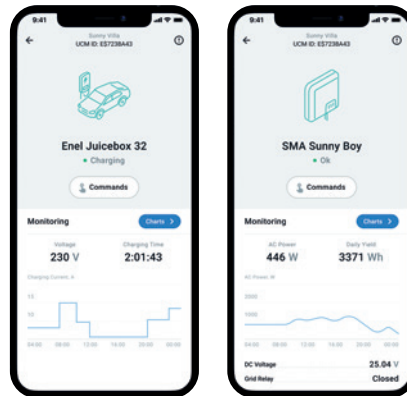 9:41
Sunny Villa
UCM ID: E$7238A43
Enel Juicebox 32
Charging
Commands
Monitoring
Charts
Voltage
Charging Time
230 V
2:01:43
Charging Current, A
13
10
04:00 08:00 12:00 16:00 20:00 00:00
9:41
Sunny Villa
UCM ID: E$7238A43
SMA Sunny Boy
Ok
Commands
Monitoring
Charts
AC Power
Daily Yield
446 W
3371 Wh
AC Power, W
2000
1000
04:00 08:00 12:00 16:00 20:00 00:00
DC Voltage 25.04 V
Grid Relay Closed